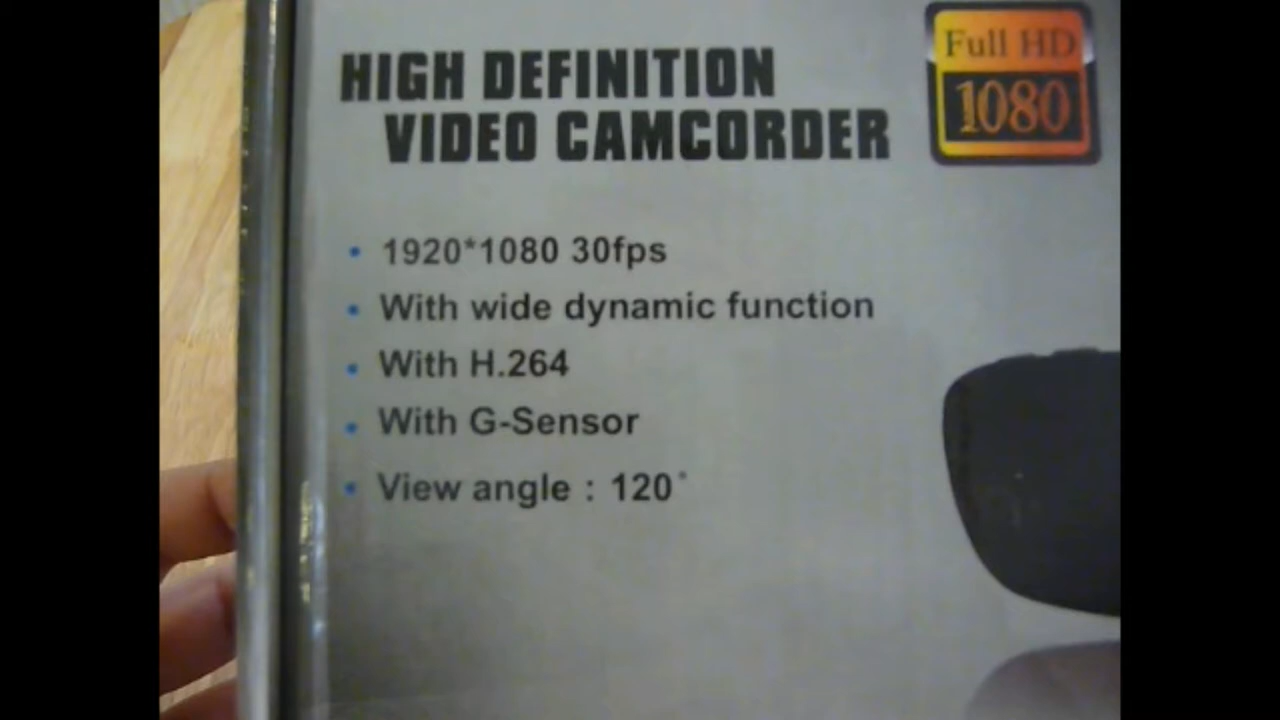 Full HD
1080
HIGH DEFINITION
VIDEO CAMCORDER
• 1920*1080 30fps
• With wide dynamic function
• With H.264
• With G-Sensor
• View angle : 120°